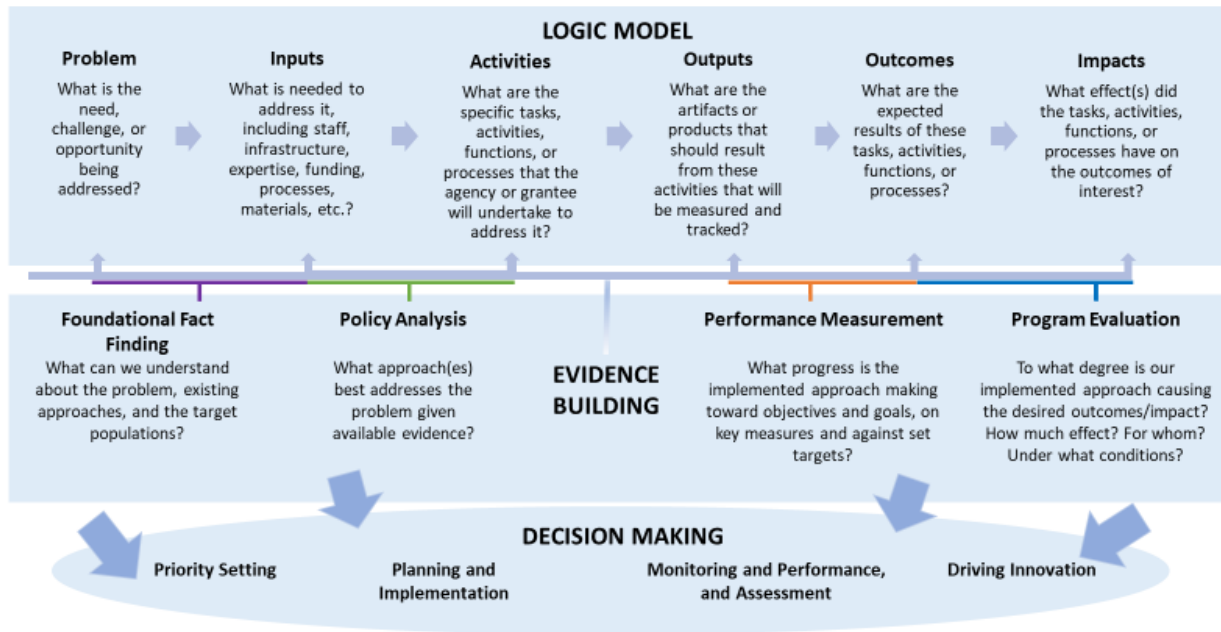 LOGIC MODEL
Problem
What is the
need,
challenge, or
opportunity
being
addressed?
Inputs
What is needed to
address it,
including staff,
infrastructure,
expertise, funding,
processes,
materials, etc.?
Activities
What are the
specific tasks,
activities,
functions, or
processes that the
agency or grantee
will undertake to
address it?
Outputs
What are the
artifacts or
products that
should result
from these
activities that will
be measured and
tracked?
Outcomes
What are the
expected
results of these
tasks, activities,
functions, or
processes?
Impacts
What effect(s) did
the tasks, activities,
functions, or
processes have on
the outcomes of
interest?
Foundational Fact
Finding
What can we understand
about the problem, existing
approaches, and the target
populations?
Policy Analysis
What approach(es)
best addresses the
problem given
available evidence?
EVIDENCE
BUILDING
Performance Measurement
What progress is the
implemented approach making
toward objectives and goals, on
key measures and against set
targets?
Program Evaluation
To what degree is our
implemented approach causing
the desired outcomes/impact?
How much effect? For whom?
Under what conditions?
DECISION MAKING
Priority Setting
Planning and
Implementation
Monitoring and Performance,
and Assessment
Driving Innovation